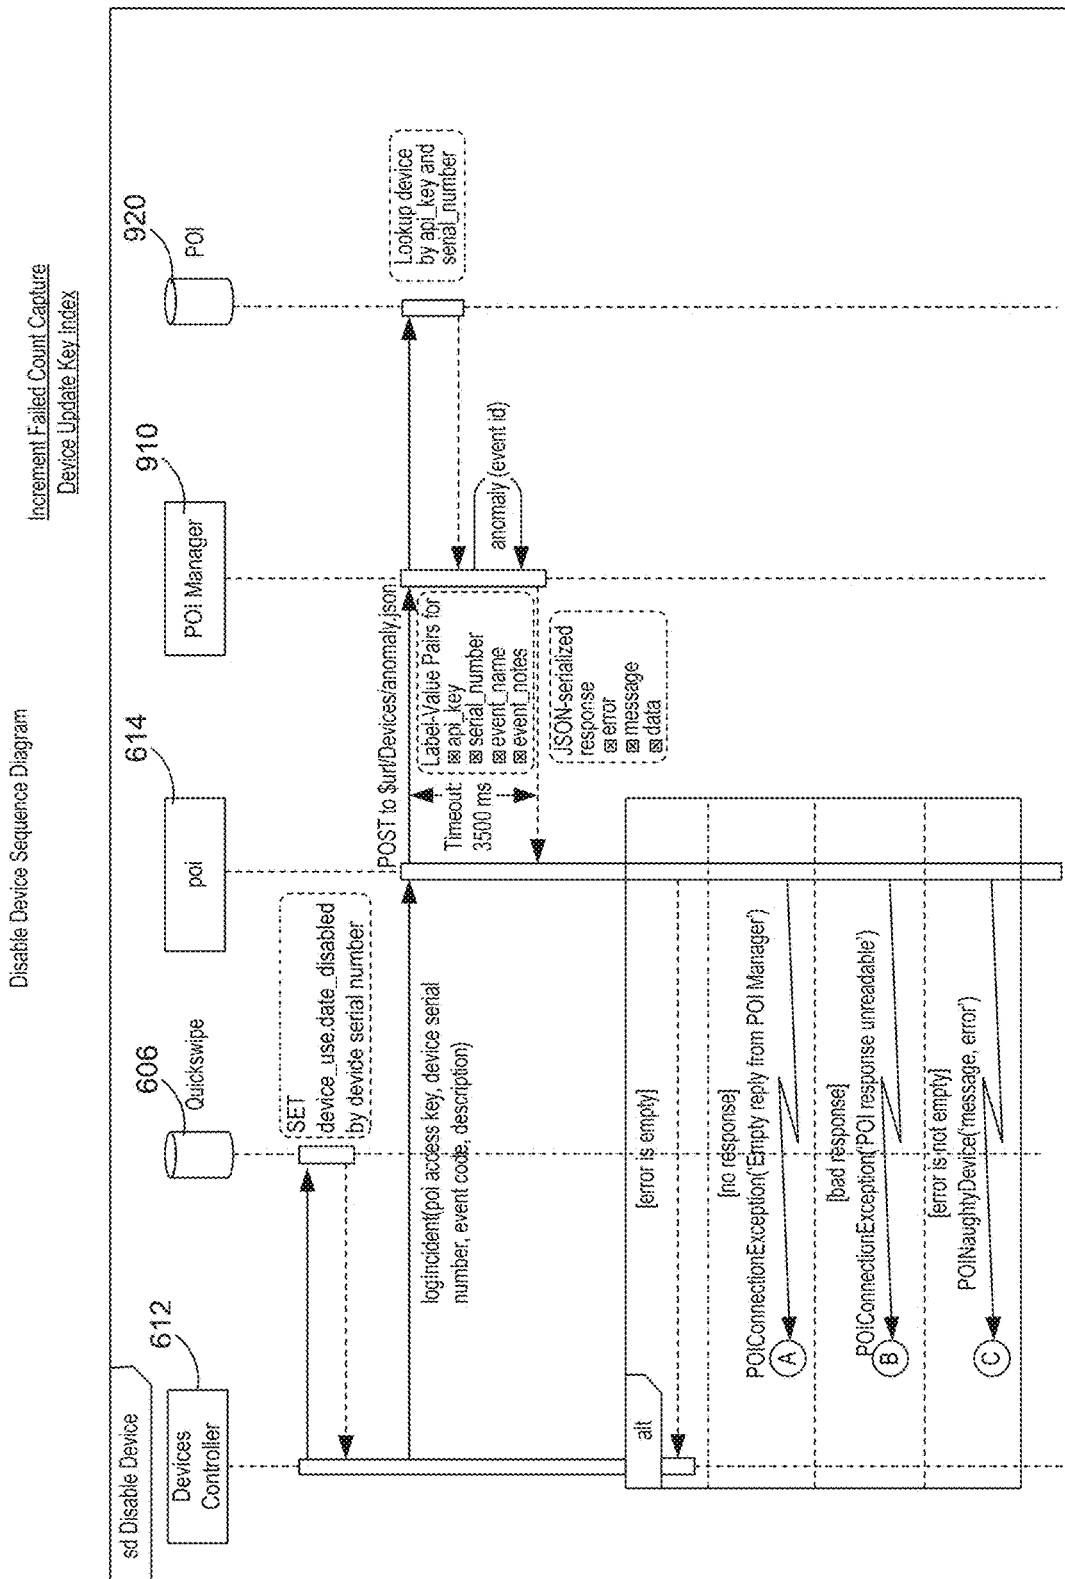 Disable Device Sequence Diagram
Increment Failed Count Capture
Device Update Key Index
sd Disable Device
612
Devices
Controller
606
Quickswipe
614
poi
910
POI Manager
920
POI
SET
device_use.date_disabled
by devide serial number
logIncident(poi access key, device serial
number, event code, description)
POST to $url/Devices/anomaly.json
Label-Value Pairs for
☒ api_key
☒ serial_number
☒ event_name
☒ event_notes
Timeout:
3500 ms
Lookup device
by api_key and
serial_number
anomaly (event id)
JSON-serialized
response
☒ error
☒ message
☒ data
alt
[error is empty]
[no response]
POIConnectionException('Empty reply from POI Manager')
A
[bad response]
POIConnectionException('POI response unreadable')
B
[error is not empty]
POINaughtyDevice('message, error')
C